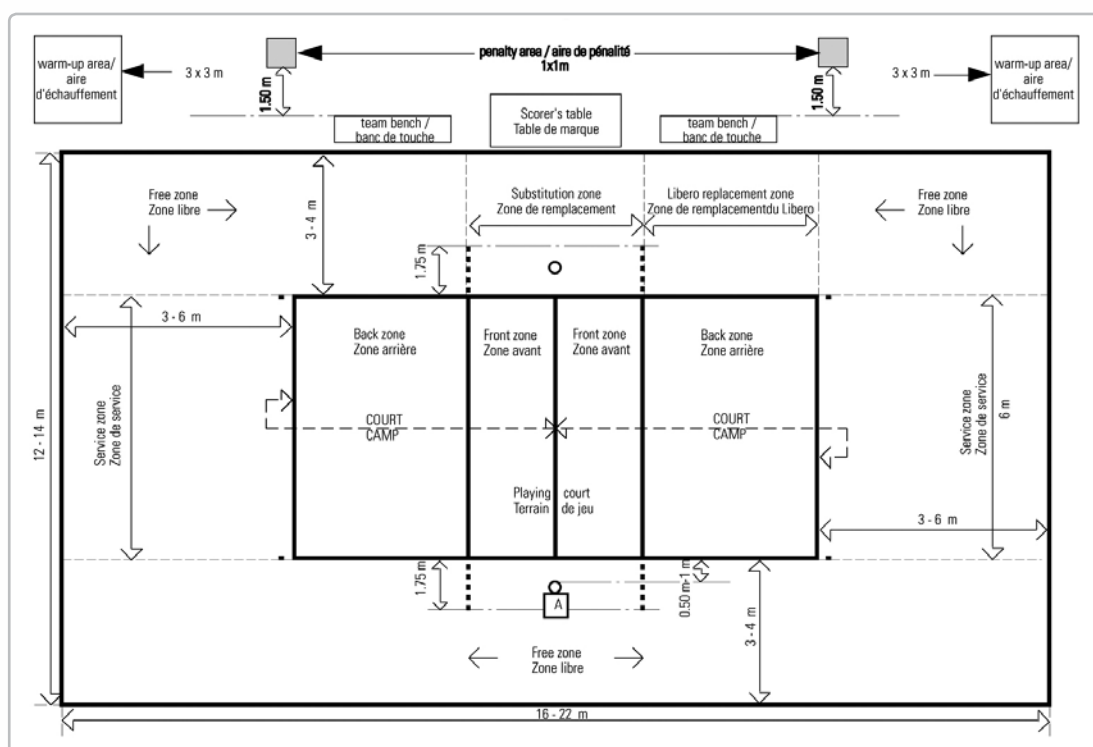 warm-up area/
aire
d'échauffement
3 x 3 m
penalty area / aire de pénalité
1x1m
1.50 m
1.50 m
3 x 3 m
warm-up area/
aire
d'échauffement
team bench /
banc de touche
Scorer's table
Table de marque
team bench /
banc de touche
Free zone
Zone libre
3 - 4 m
1.75 m
Substitution zone
Zone de remplacement
Libero replacement zone
Zone de remplacementdu Libero
Free zone
Zone libre
3 - 6 m
Back zone
Zone arrière
Front zone
Zone avant
Front zone
Zone avant
Back zone
Zone arrière
12 - 14 m
Service zone
Zone de service
COURT
CAMP
COURT
CAMP
Service zone
Zone de service
6 m
Playing court
Terrain de jeu
3 - 6 m
1.75 m
A
0.50 m-1 m
3 - 4 m
Free zone
Zone libre
16 - 22 m